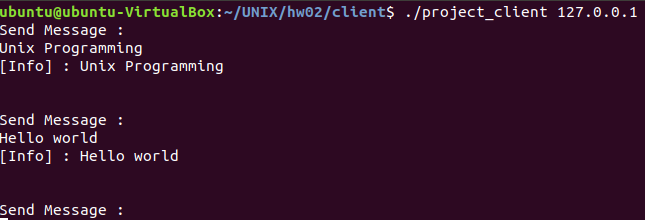 ubuntu@ubuntu-VirtualBox:~/UNIX/hw02/client$ ./project_client 127.0.0.1
Send Message :
Unix Programming
[Info] : Unix Programming
Send Message :
Hello world
[Info] : Hello world
Send Message :